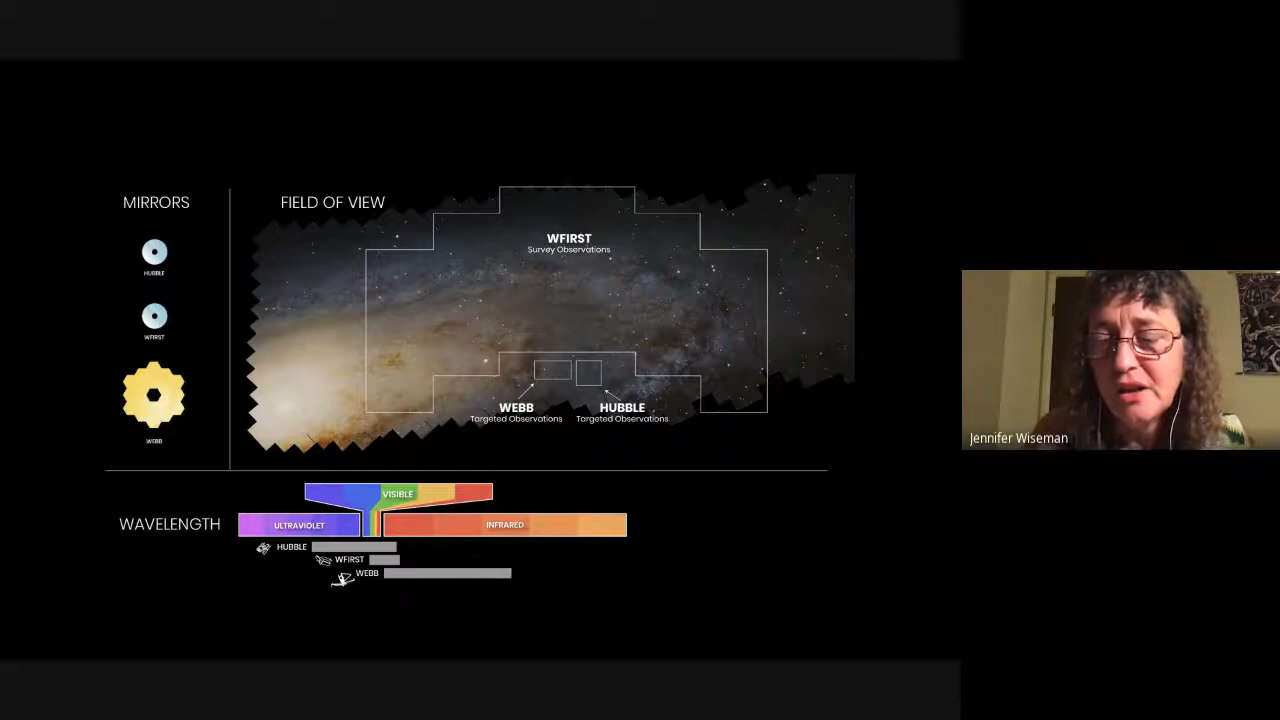 MIRRORS
HUBBLE
WFIRST
WEBB
FIELD OF VIEW
WFIRST
Survey Observations
WEBB
Targeted Observations
HUBBLE
Targeted Observations
WAVELENGTH
VISIBLE
ULTRAVIOLET
INFRARED
HUBBLE
WFIRST
WEBB
Jennifer Wiseman